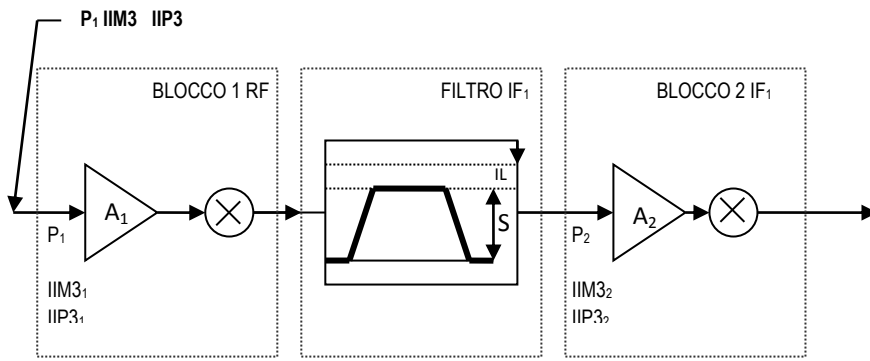 P₁ IIM3 IIP3
BLOCCO 1 RF
FILTRO IF₁
BLOCCO 2 IF₁
IL
A₁
S
A₂
P₁
P₂
IIM3₁
IIP3₁
IIM3₂
IIP3₂